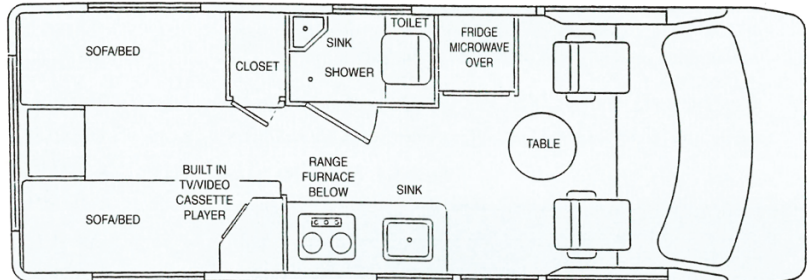 SOFA/BED
CLOSET
SINK
SHOWER
TOILET
FRIDGE
MICROWAVE
OVER
TABLE
BUILT IN
TV/VIDEO
CASSETTE
PLAYER
RANGE
FURNACE
BELOW
SINK
SOFA/BED